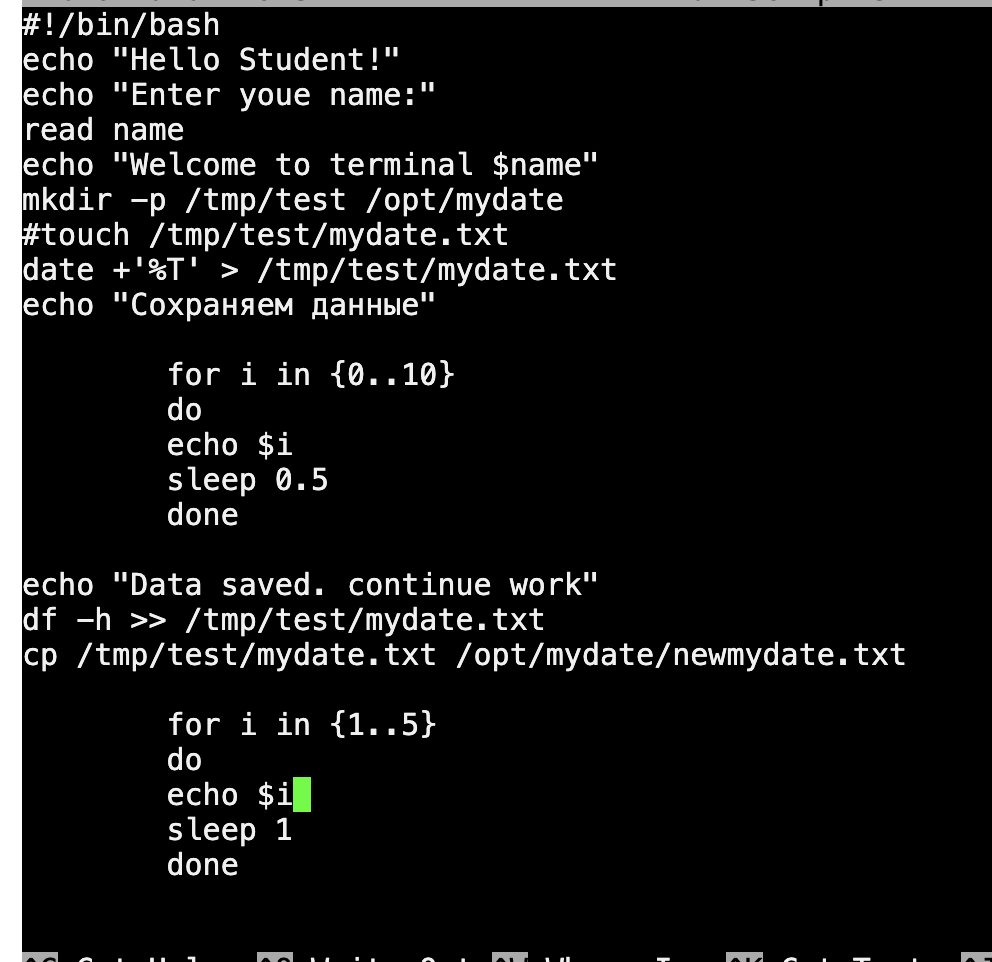 #!/bin/bash
echo "Hello Student!"
echo "Enter youe name:"
read name
echo "Welcome to terminal $name"
mkdir -p /tmp/test /opt/mydate
#touch /tmp/test/mydate.txt
date +'%T' > /tmp/test/mydate.txt
echo "Сохраняем данные"
for i in {0..10}
do
echo $i
sleep 0.5
done
echo "Data saved. continue work"
df -h >> /tmp/test/mydate.txt
cp /tmp/test/mydate.txt /opt/mydate/newmydate.txt
for i in {1..5}
do
echo $i
sleep 1
done